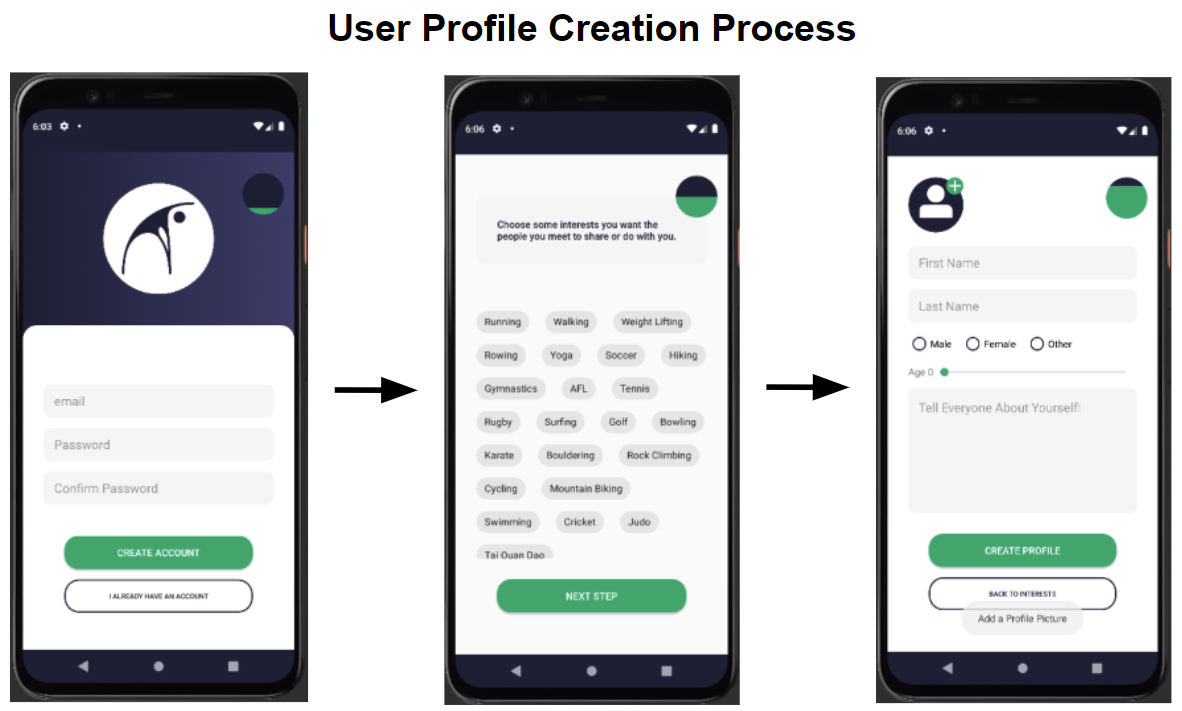 User Profile Creation Process
6:03
email
Password
Confirm Password
CREATE ACCOUNT
I ALREADY HAVE AN ACCOUNT
6:06
Choose some interests you want the
people you meet to share or do with you.
Running Walking Weight Lifting
Rowing Yoga Soccer Hiking
Gymnastics AFL Tennis
Rugby Surfing Golf Bowling
Karate Bouldering Rock Climbing
Cycling Mountain Biking
Swimming Cricket Judo
Tai Quan Dao
NEXT STEP
6:06
First Name
Last Name
Male Female Other
Age 0
Tell Everyone About Yourself!
CREATE PROFILE
BACK TO INTERESTS
Add a Profile Picture